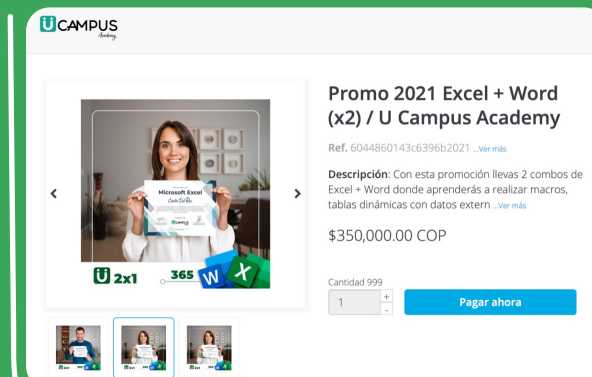 U CAMPUS
Academy
Promo 2021 Excel + Word
(x2) / U Campus Academy
Ref. 6044860143c6396b2021 ...Ver más
Descripción: Con esta promoción llevas 2 combos de
Excel + Word donde aprenderás a realizar macros,
tablas dinámicas con datos extern ...Ver más
$350,000.00 COP
Cantidad 999
1
+
-
Pagar ahora
Microsoft Excel
U 2x1
365
W
X